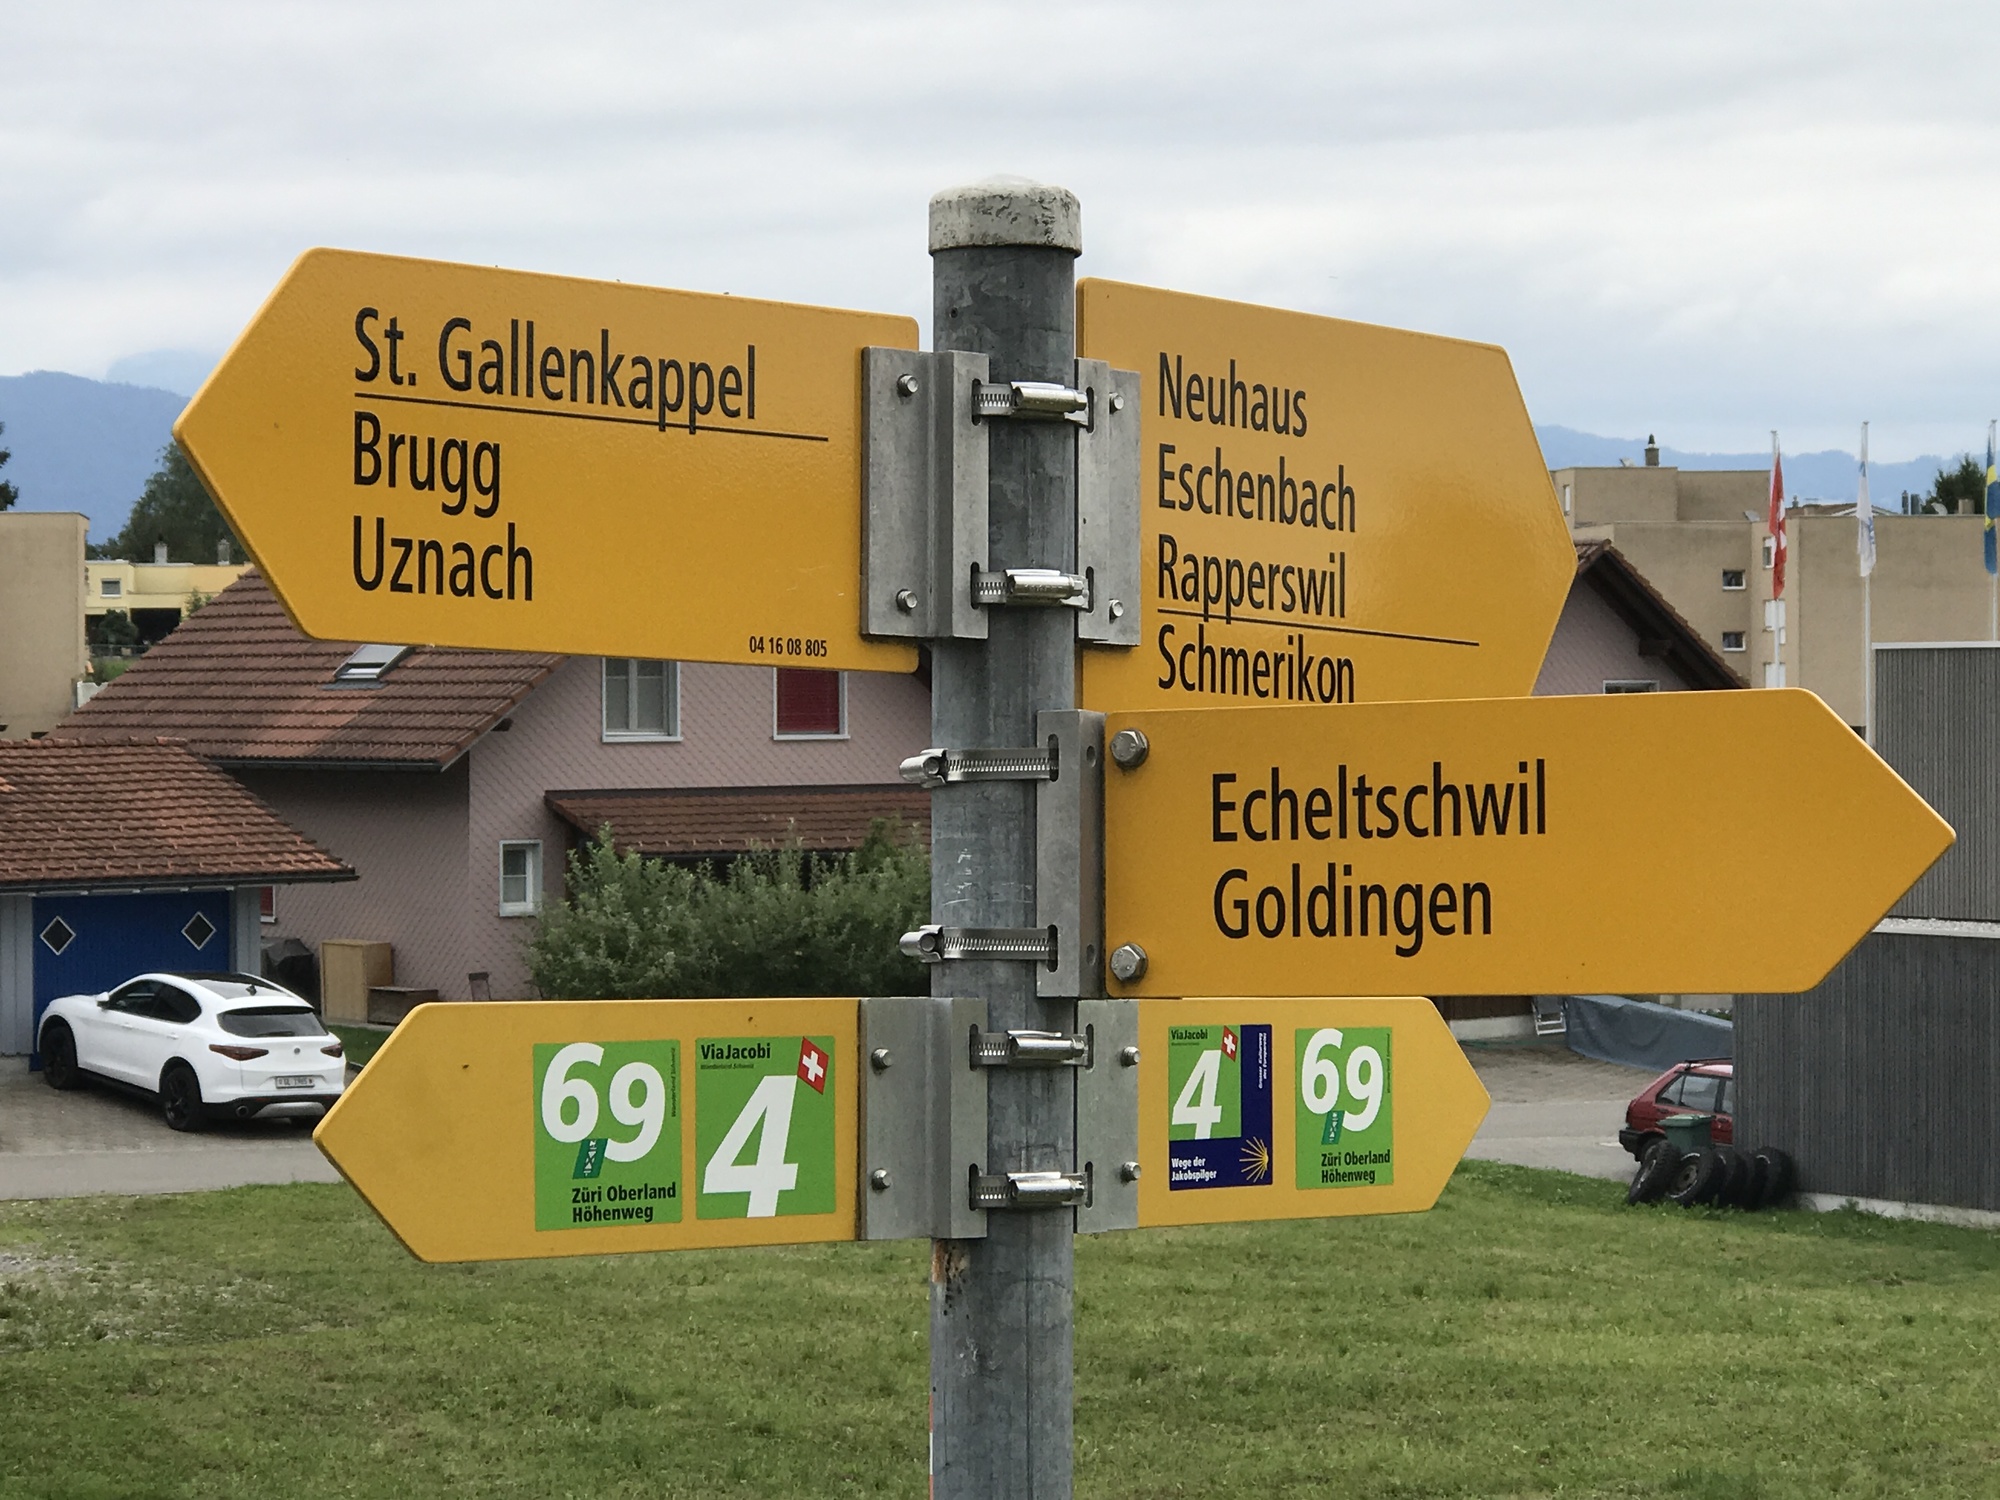 St. Gallenkappel
Brugg
Uznach
04 16 08 805
Neuhaus
Eschenbach
Rapperswil
Schmerikon
Echeltschwil
Goldingen
69
Züri Oberland
Höhenweg
ViaJacobi
4
ViaJacobi
4
Wege der
Jakobspilger
69
Züri Oberland
Höhenweg